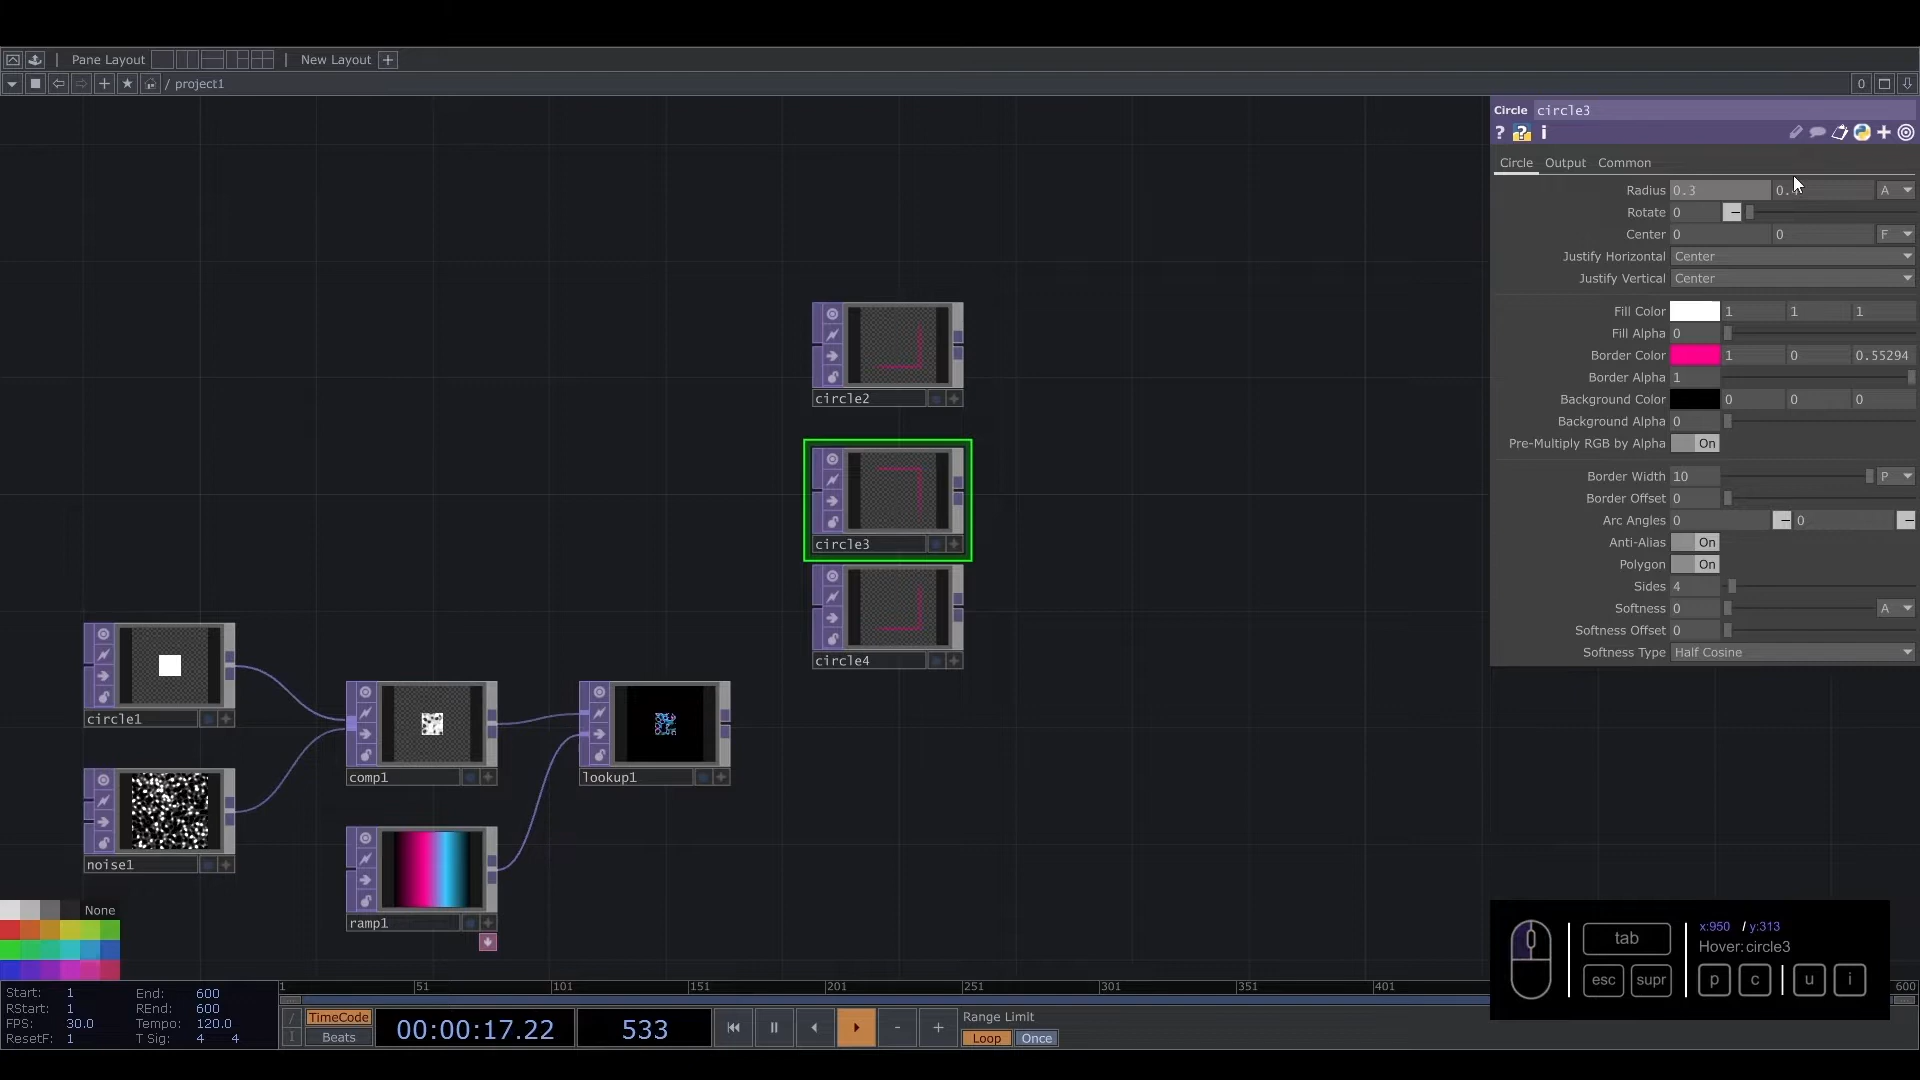 Pane Layout
New Layout +
/ project1
0
Circle circle3
? ? i
Circle Output Common
Radius 0.3 A
Rotate 0
Center 0 0 F
Justify Horizontal Center
Justify Vertical Center
Fill Color 1 1 1
Fill Alpha 0
Border Color 1 0 0.55294
Border Alpha 1
Background Color 0 0 0
Background Alpha 0
Pre-Multiply RGB by Alpha On
Border Width 10 P
Border Offset 0
Arc Angles 0 0
Anti-Alias On
Polygon On
Sides 4
Softness 0 A
Softness Offset 0
Softness Type Half Cosine
circle2
circle3
circle4
circle1
comp1
lookup1
noise1
ramp1
None
tab
esc supr
x:950 / y:313
Hover: circle3
p c u i
1 51 101 151 201 251 301 351 401 600
Start: 1 End: 600
RStart: 1 REnd: 600
FPS: 30.0 Tempo: 120.0
ResetF: 1 T Sig: 4 4
TimeCode
Beats
00:00:17.22
533
Range Limit
Loop Once